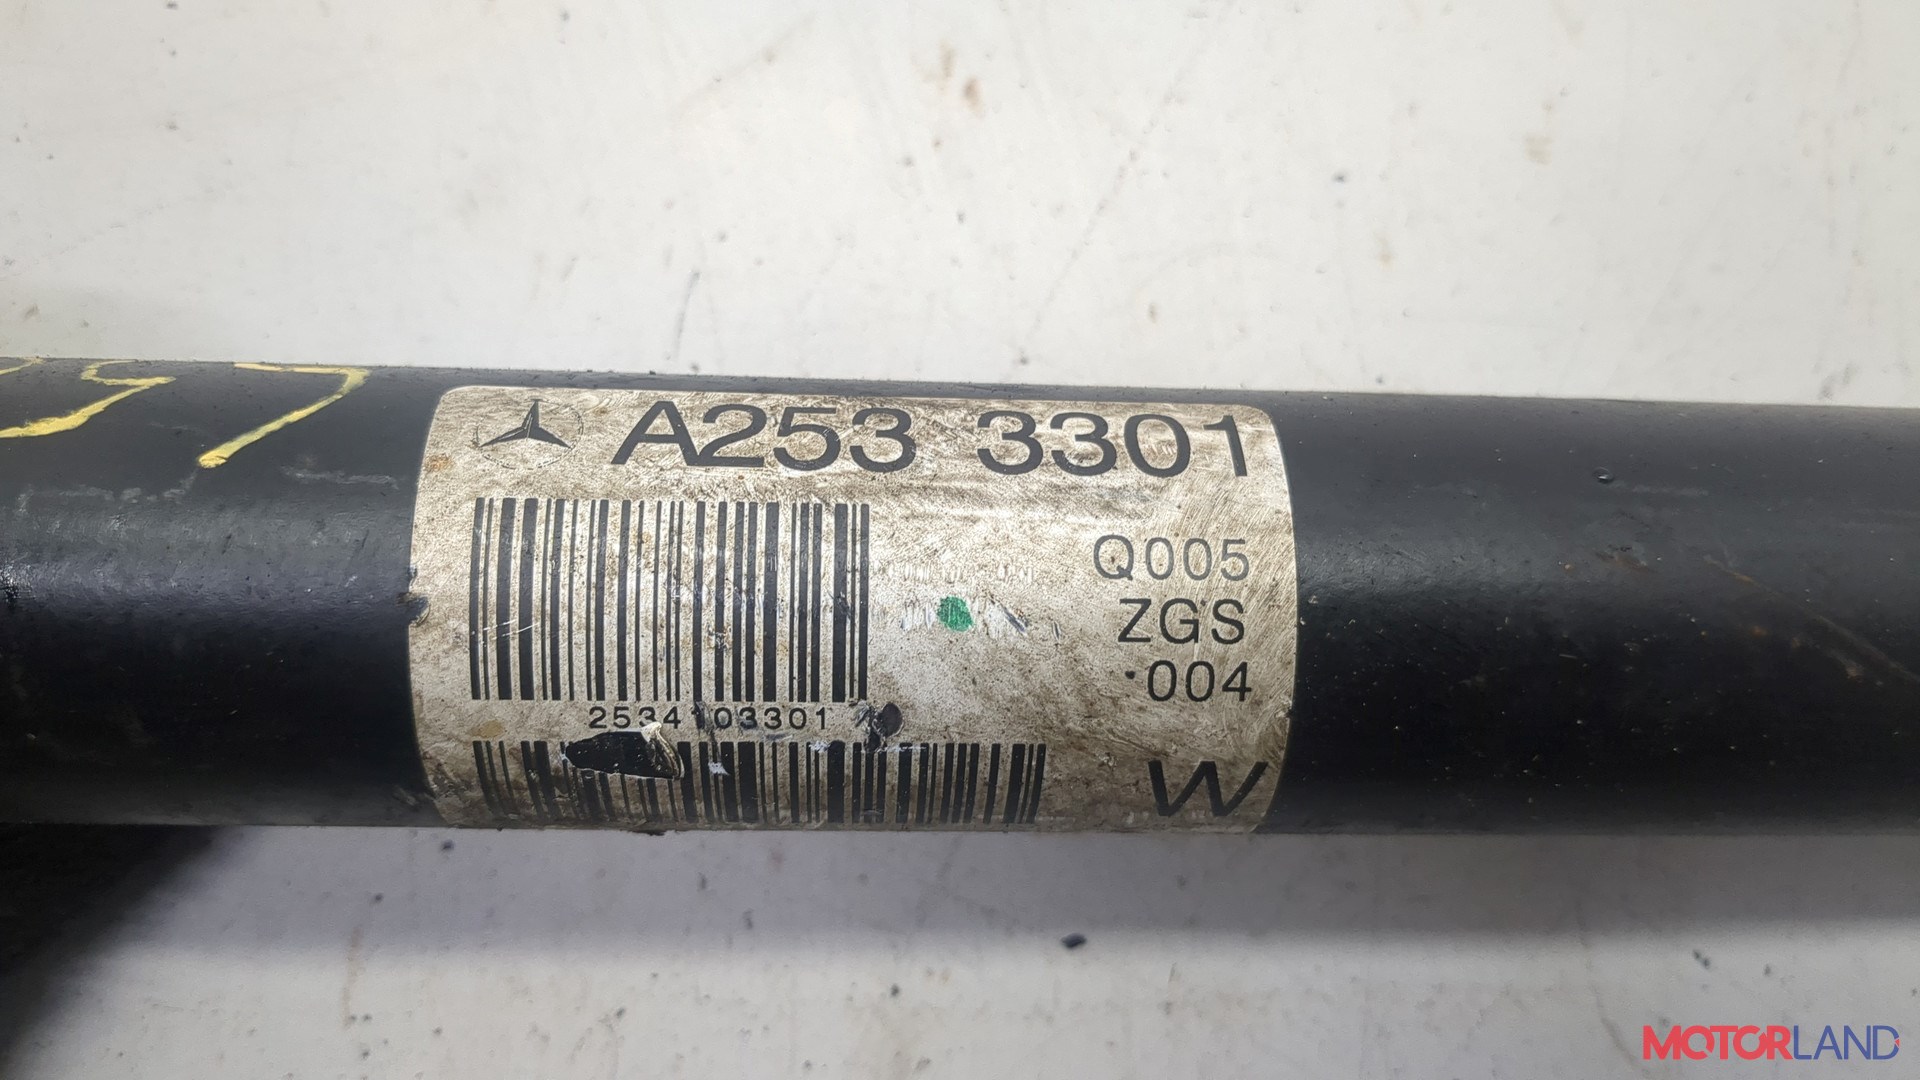 A253 3301
Q005
ZGS
004
2534103301
W
MOTORLAND